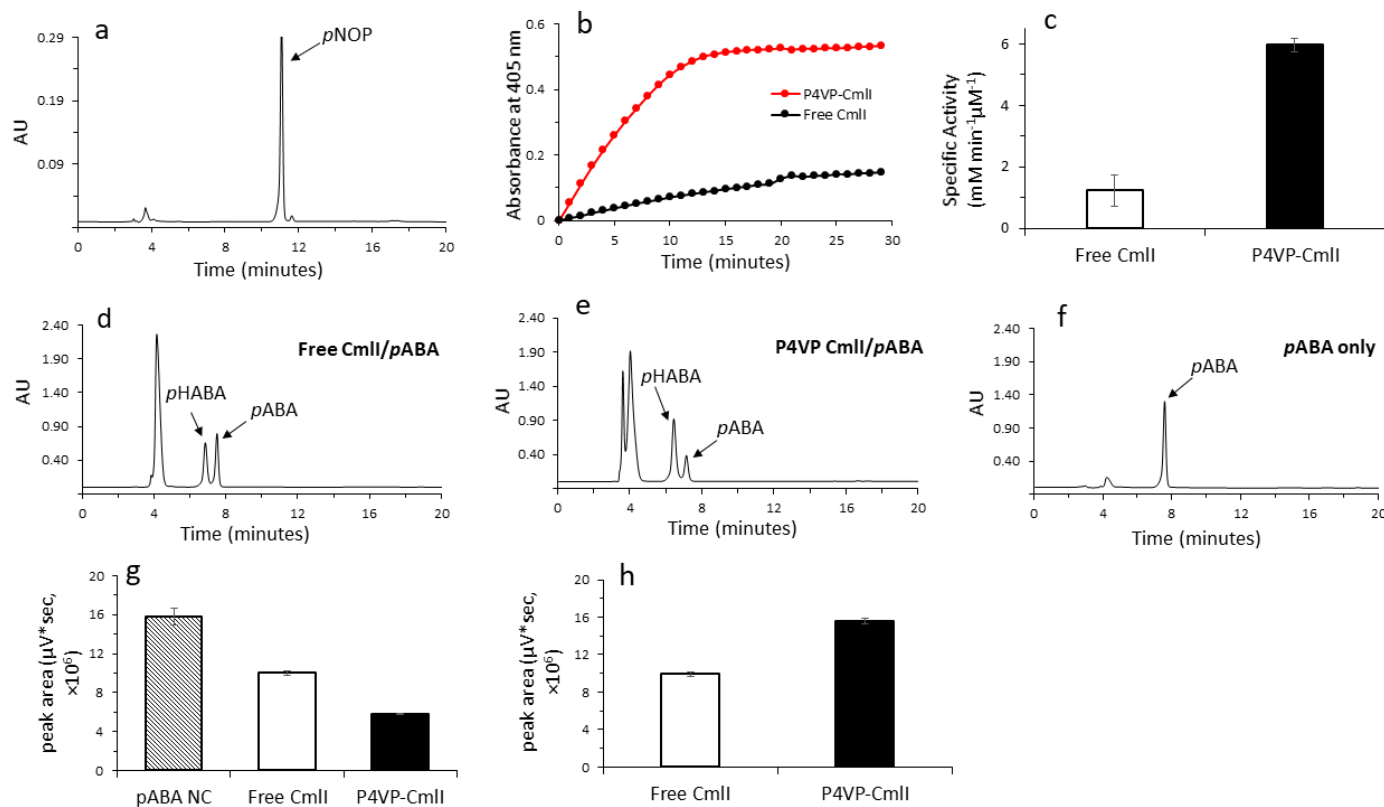 a
pNOP
0.29
0.19
0.09
AU
0 4 8 12 16 20
Time (minutes)
b
0.6
0.4
0.2
0
Absorbance at 405 nm
P4VP-CmlI
Free CmlI
0 5 10 15 20 25 30
Time (minutes)
c
6
4
2
0
Specific Activity
(mM min⁻¹µM⁻¹)
Free CmlI P4VP-CmlI
d
2.40
1.90
1.40
0.90
0.40
AU
Free CmlI/pABA
pHABA
pABA
0 4 8 12 16 20
Time (minutes)
e
2.40
1.90
1.40
0.90
0.40
AU
P4VP CmlI/pABA
pHABA
pABA
0 4 8 12 16 20
Time (minutes)
f
2.40
1.90
1.40
0.90
0.40
AU
pABA only
pABA
0 4 8 12 16 20
Time (minutes)
g
20
16
12
8
4
0
peak area (µV*sec,
×10⁶)
pABA NC Free CmlI P4VP-CmlI
h
20
16
12
8
4
0
peak area (µV*sec,
×10⁶)
Free CmlI P4VP-CmlI